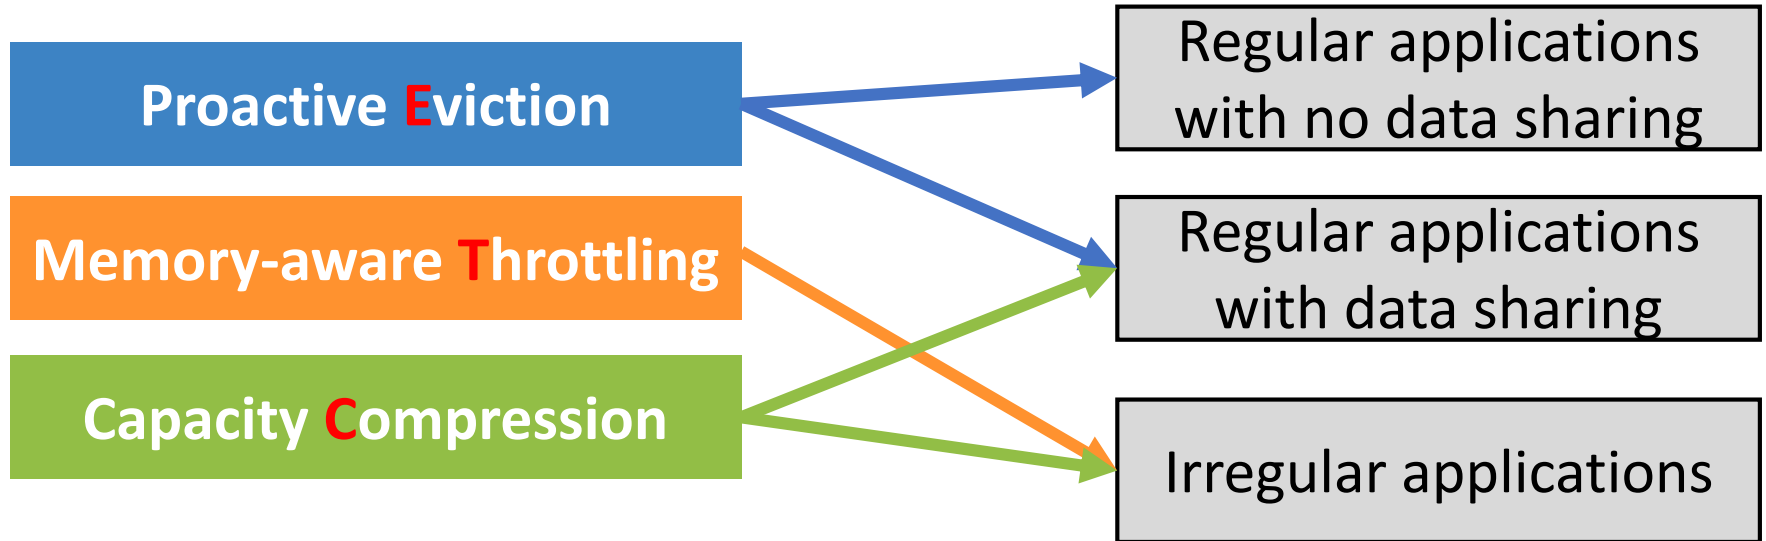 Proactive Eviction
Memory-aware Throttling
Capacity Compression
Regular applications
with no data sharing
Regular applications
with data sharing
Irregular applications